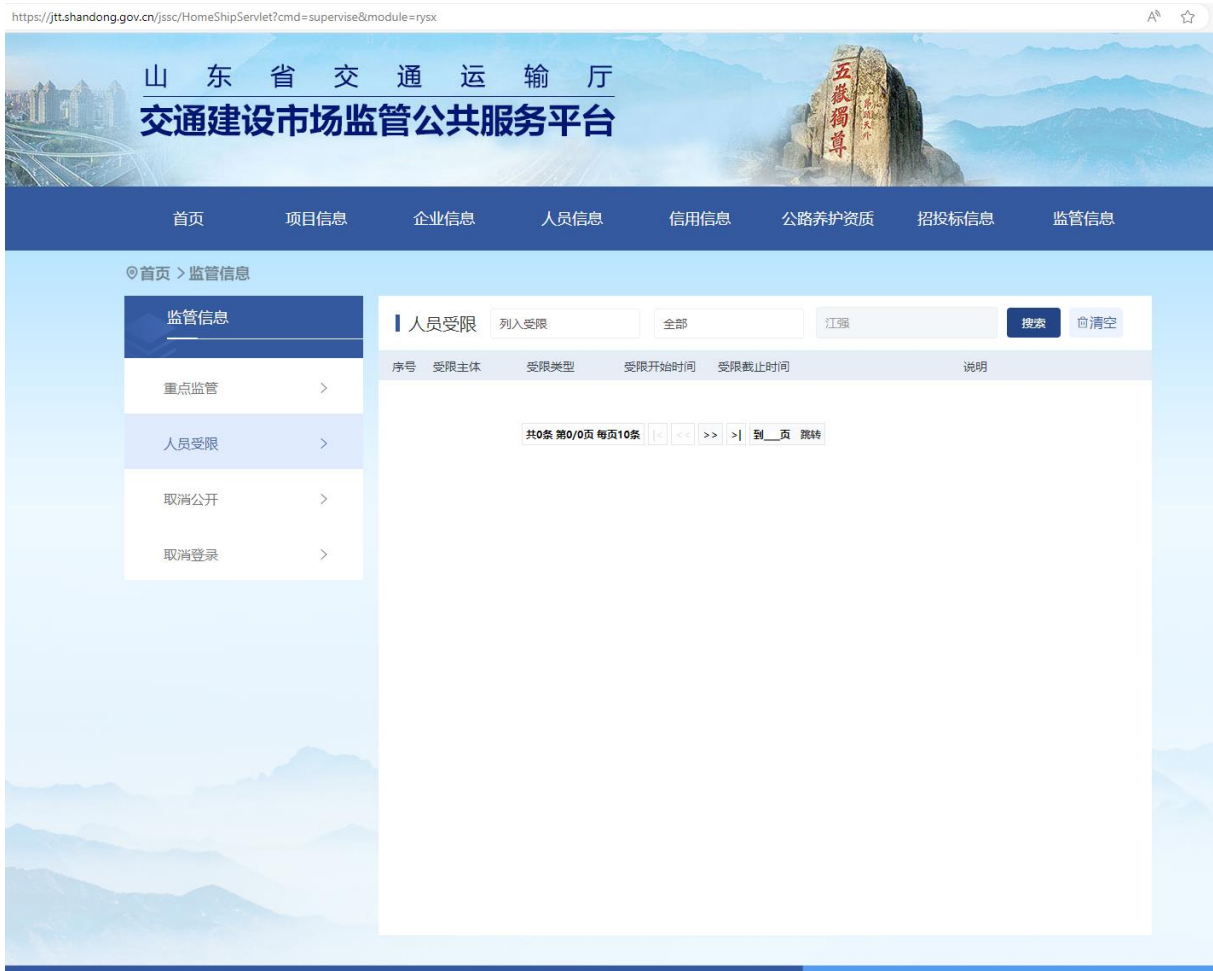 https://jtt.shandong.gov.cn/jssc/HomeShipServlet?cmd=supervise&module=rysx
山东省交通运输厅
交通建设市场监管公共服务平台
五嶽獨尊
首页 项目信息 企业信息 人员信息 信用信息 公路养护资质 招投标信息 监管信息
首页 > 监管信息
监管信息
重点监管 >
人员受限 >
取消公开 >
取消登录 >
人员受限 列入受限 全部 江强 搜索 清空
序号 受限主体 受限类型 受限开始时间 受限截止时间 说明
共0条 第0/0页 每页10条 |< << >> >| 到__页 跳转